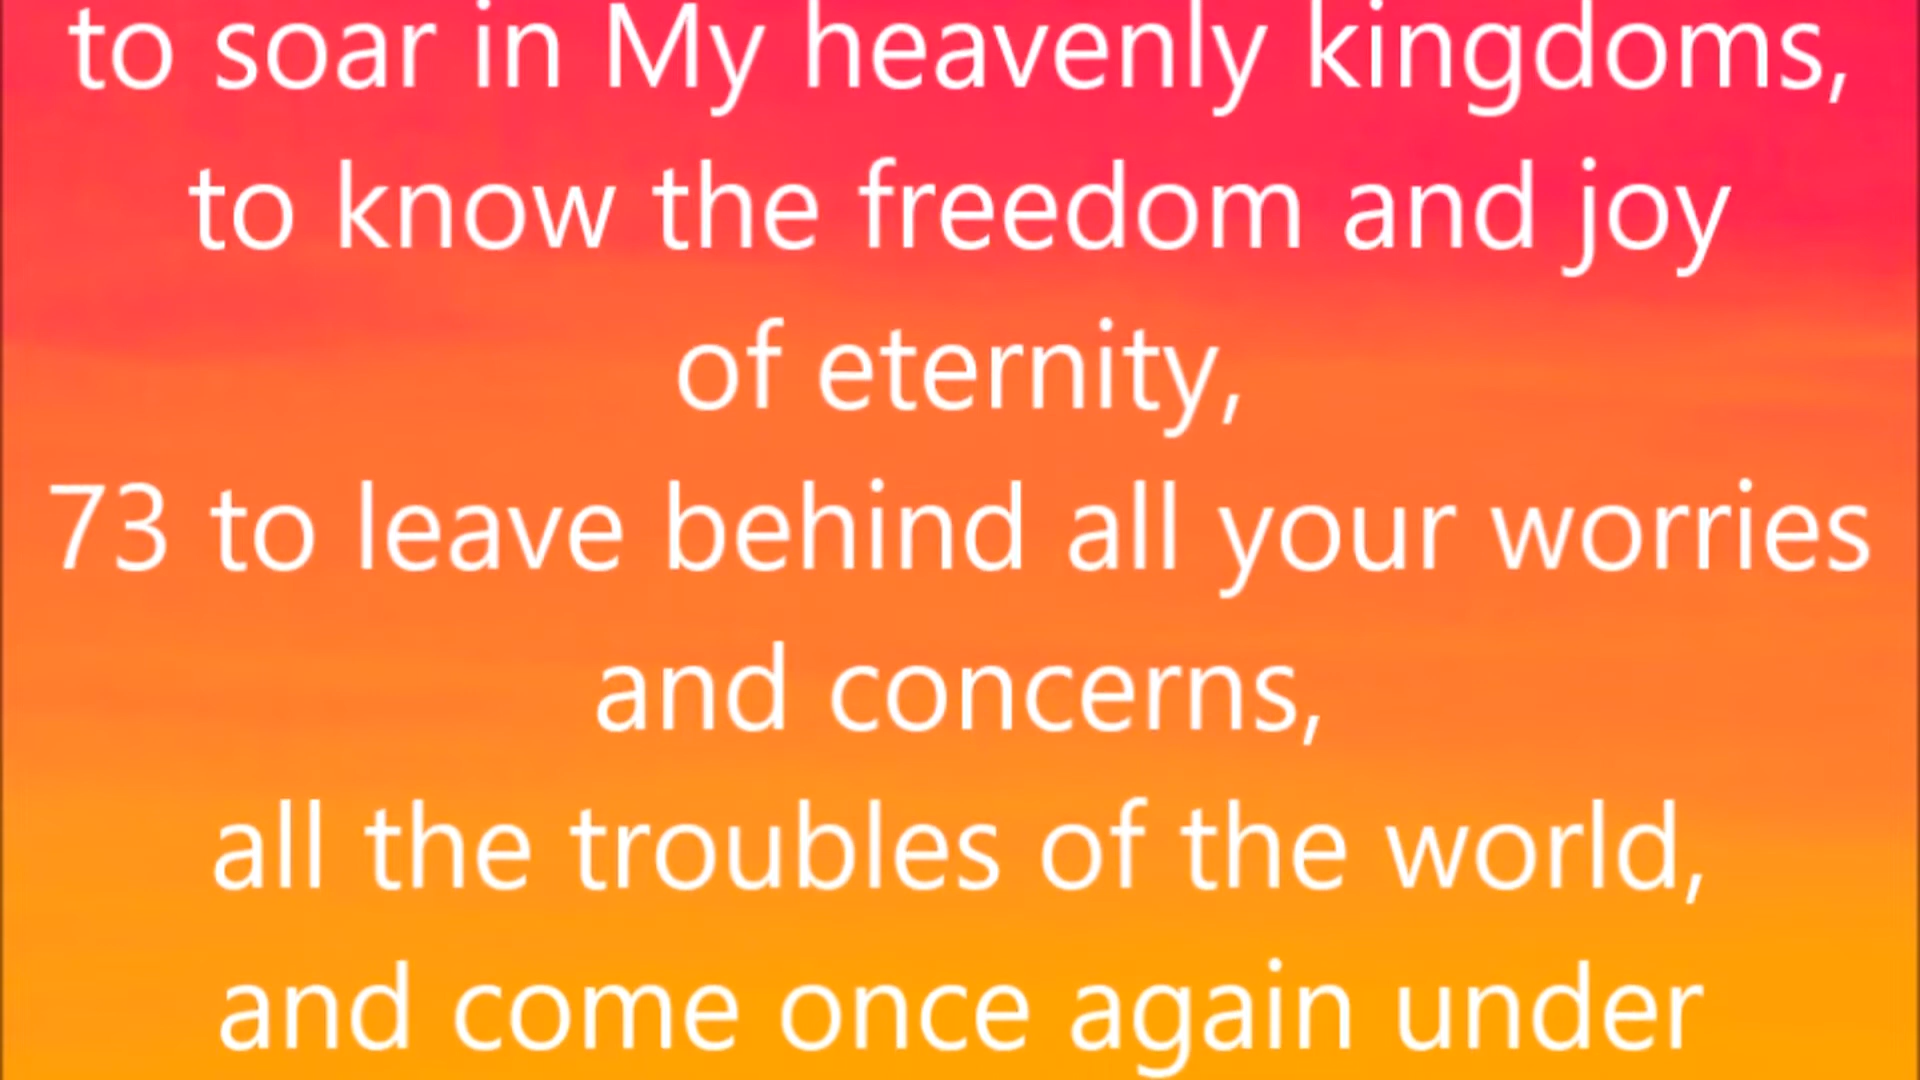 to soar in My heavenly kingdoms,
to know the freedom and joy
of eternity,
73 to leave behind all your worries
and concerns,
all the troubles of the world,
and come once again under